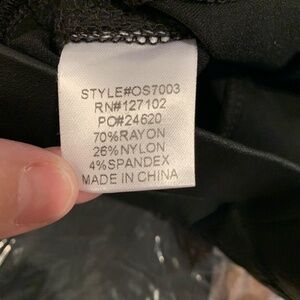 STYLE#OS7003
RN#127102
PO#24620
70%RAYON
26%NYLON
4%SPANDEX
MADE IN CHINA